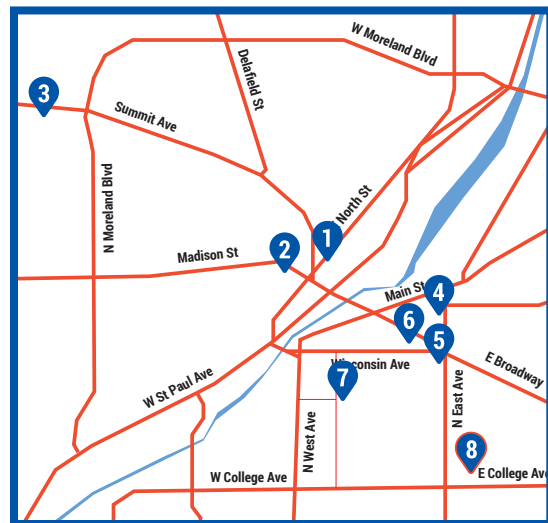 W Moreland Blvd
Delafield St
3
Summit Ave
N Moreland Blvd
North St
1
Madison St
2
Main St
4
6
5
Wisconsin Ave
E Broadway
W St Paul Ave
7
N West Ave
N East Ave
8
W College Ave
E College Ave